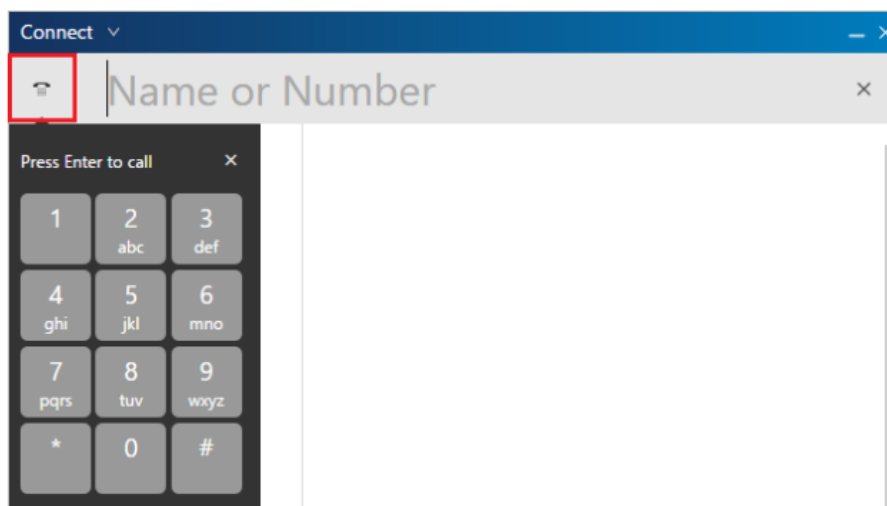 Connect
Name or Number
Press Enter to call
1 2 3
abc def
4 5 6
ghi jkl mno
7 8 9
pqrs tuv wxyz
* 0 #